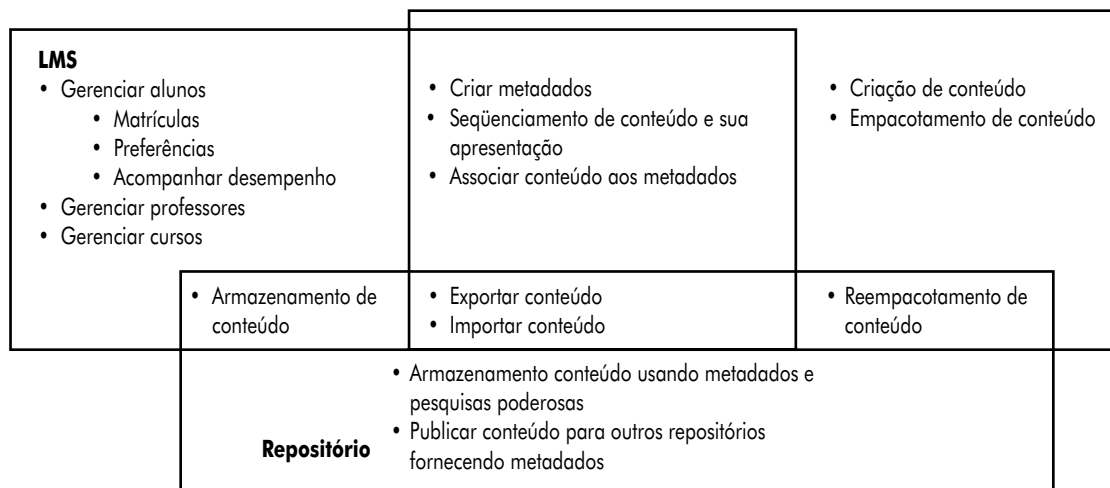 LMS
• Gerenciar alunos
• Matrículas
• Preferências
• Acompanhar desempenho
• Gerenciar professores
• Gerenciar cursos
• Criar metadados
• Seqüenciamento de conteúdo e sua
apresentação
• Associar conteúdo aos metadados
• Criação de conteúdo
• Empacotamento de conteúdo
• Armazenamento de
conteúdo
• Exportar conteúdo
• Importar conteúdo
• Reempacotamento de
conteúdo
• Armazenamento conteúdo usando metadados e
pesquisas poderosas
• Publicar conteúdo para outros repositórios
fornecendo metadados
Repositório